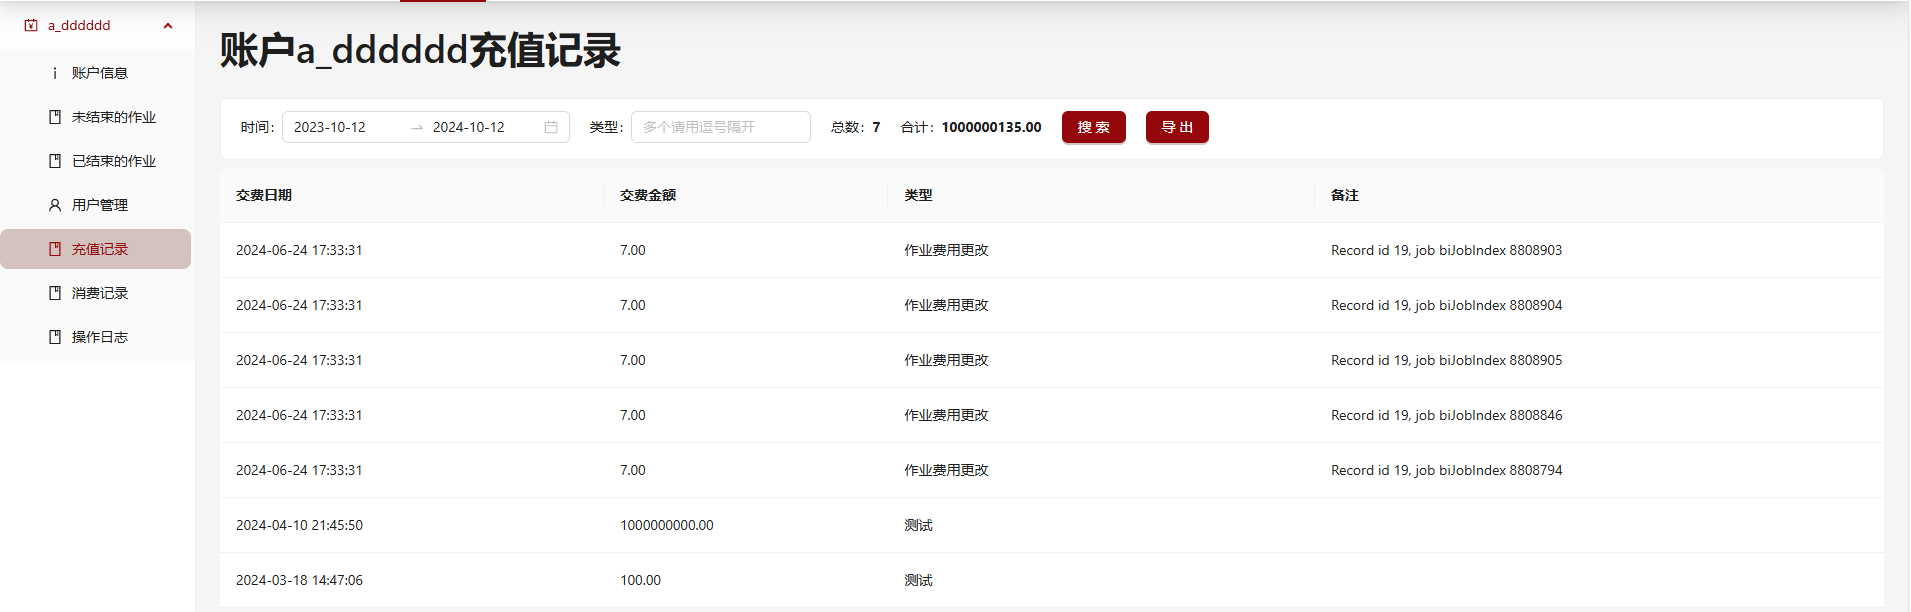 a_dddddd
账户信息
未结束的作业
已结束的作业
用户管理
充值记录
消费记录
操作日志
账户a_dddddd充值记录
时间: 2023-10-12 → 2024-10-12 类型: 多个请用逗号隔开 总数: 7 合计: 1000000135.00 搜 索 导 出
交费日期 交费金额 类型 备注
2024-06-24 17:33:31 7.00 作业费用更改 Record id 19, job biJobIndex 8808903
2024-06-24 17:33:31 7.00 作业费用更改 Record id 19, job biJobIndex 8808904
2024-06-24 17:33:31 7.00 作业费用更改 Record id 19, job biJobIndex 8808905
2024-06-24 17:33:31 7.00 作业费用更改 Record id 19, job biJobIndex 8808846
2024-06-24 17:33:31 7.00 作业费用更改 Record id 19, job biJobIndex 8808794
2024-04-10 21:45:50 1000000000.00 测试
2024-03-18 14:47:06 100.00 测试